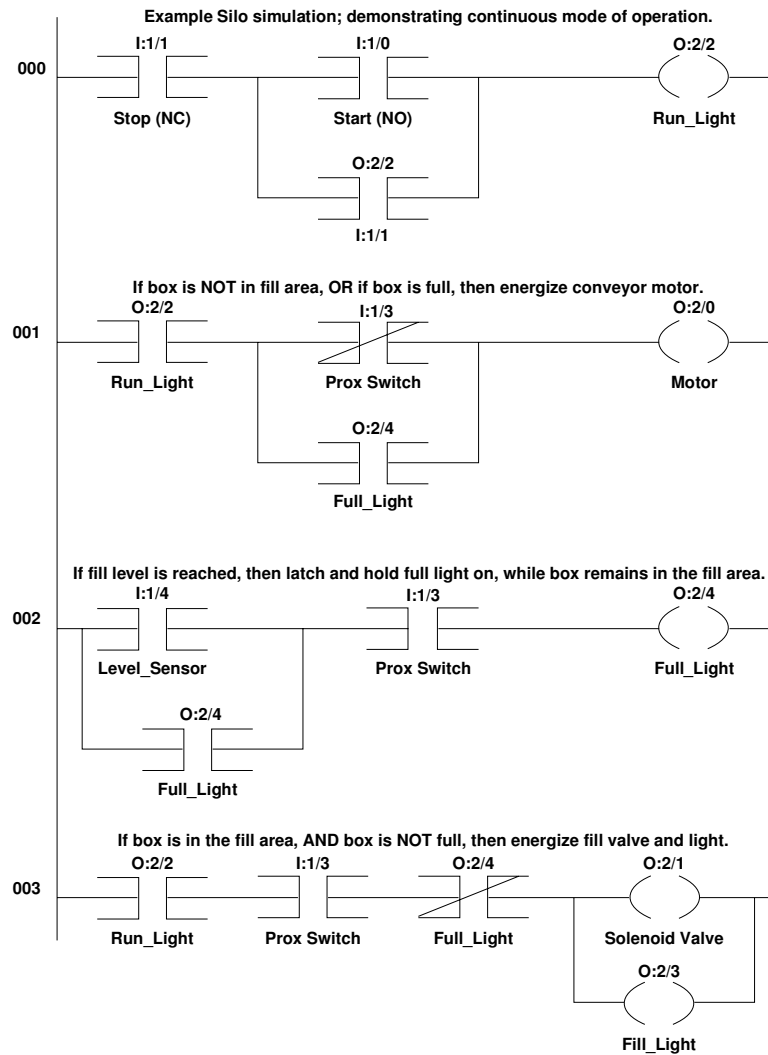 Example Silo simulation; demonstrating continuous mode of operation.
I:1/1 I:1/0 O:2/2
000
Stop (NC) Start (NO) Run_Light
O:2/2
I:1/1
If box is NOT in fill area, OR if box is full, then energize conveyor motor.
O:2/2 I:1/3 O:2/0
001
Run_Light Prox Switch Motor
O:2/4
Full_Light
If fill level is reached, then latch and hold full light on, while box remains in the fill area.
I:1/4 I:1/3 O:2/4
002
Level_Sensor Prox Switch Full_Light
O:2/4
Full_Light
If box is in the fill area, AND box is NOT full, then energize fill valve and light.
O:2/2 I:1/3 O:2/4 O:2/1
003
Run_Light Prox Switch Full_Light Solenoid Valve
O:2/3
Fill_Light